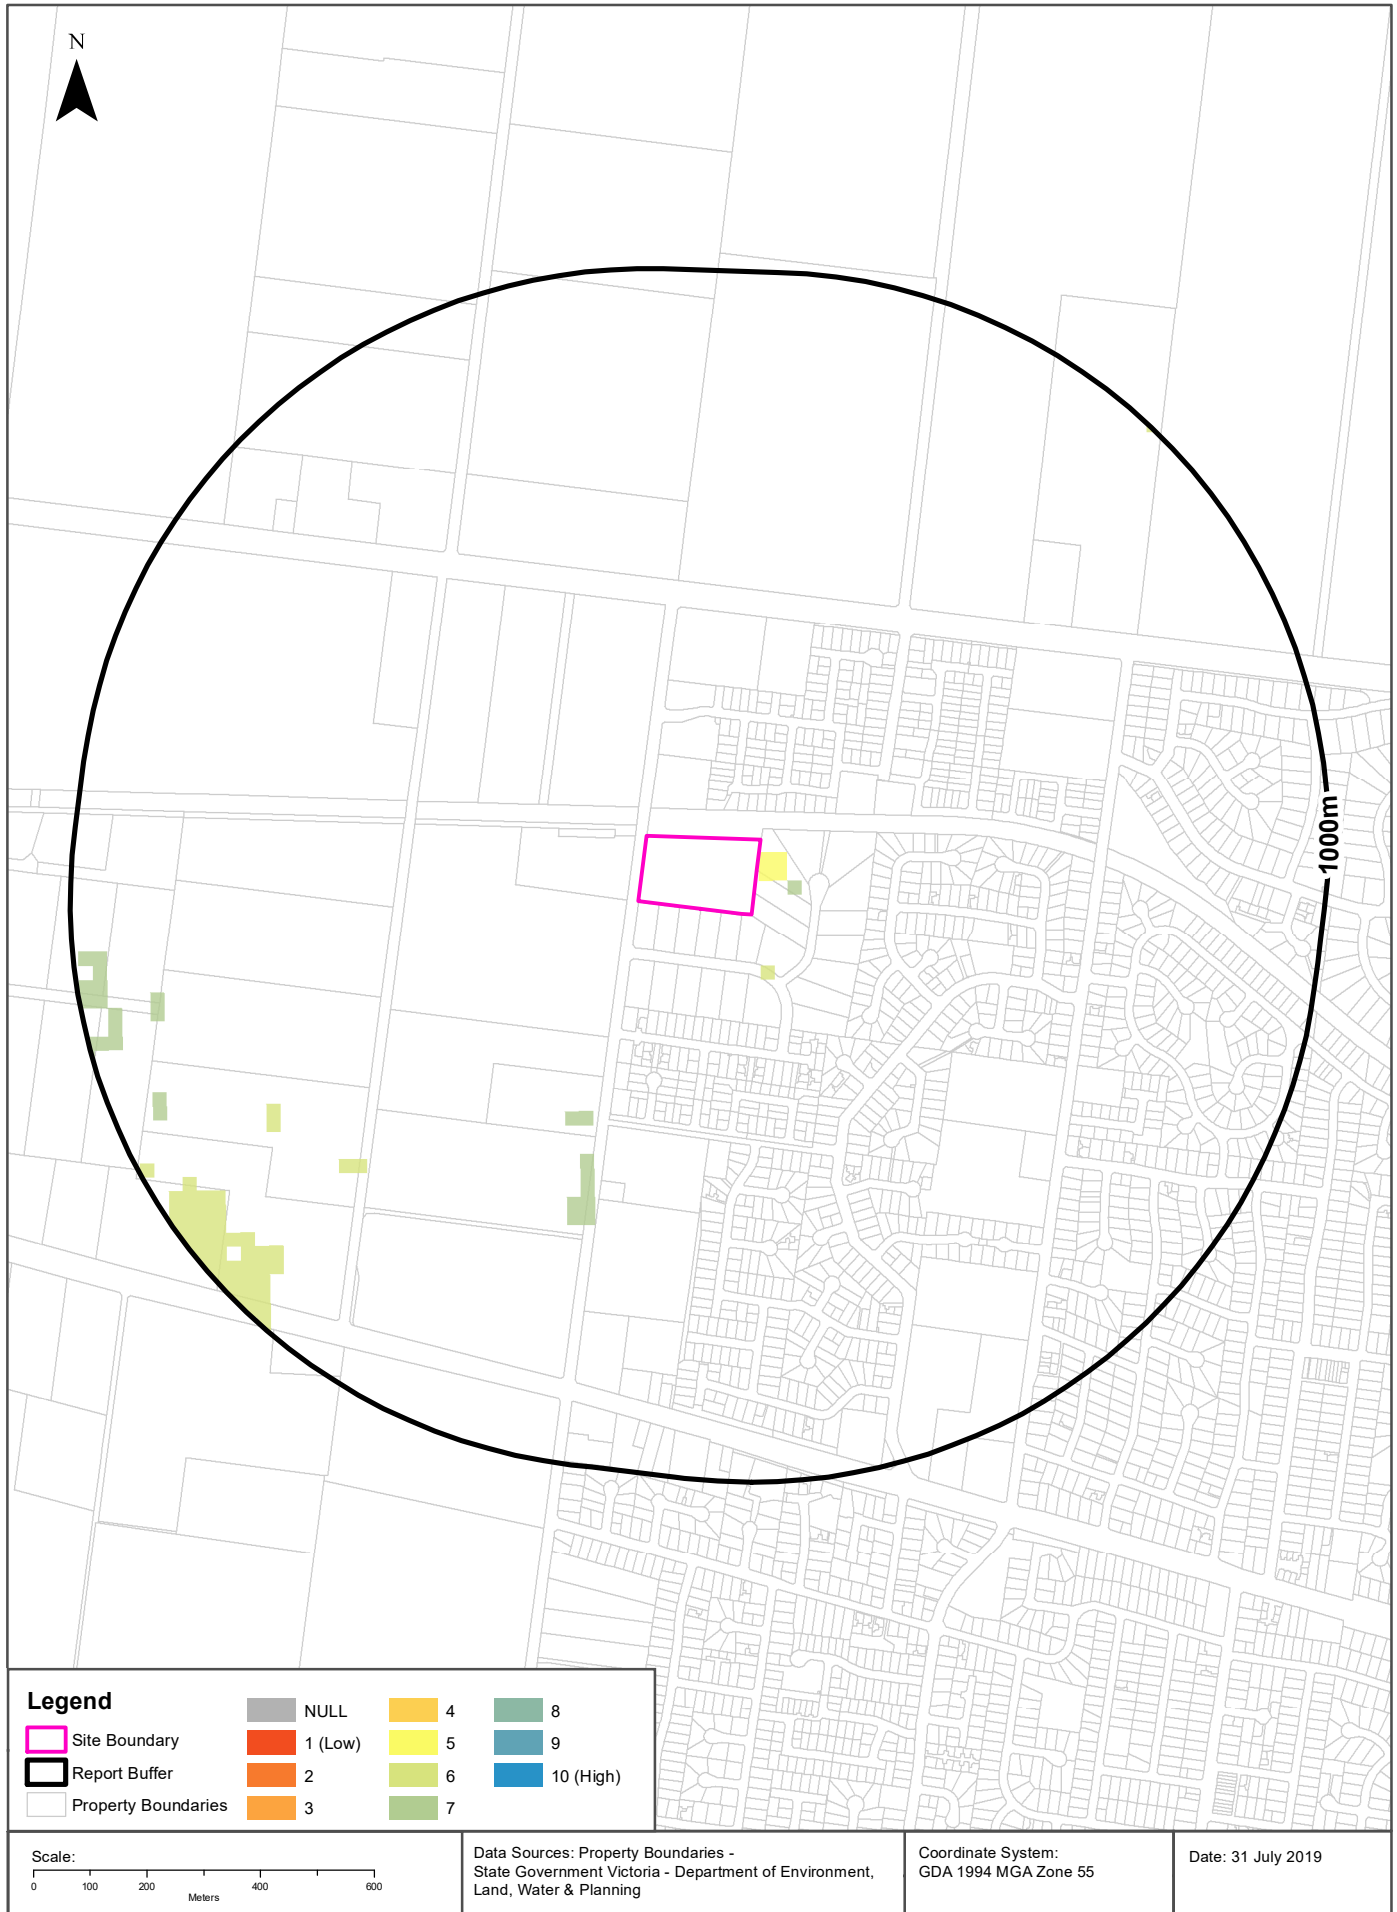 N
1000m
Legend
Site Boundary
Report Buffer
Property Boundaries
NULL
1 (Low)
2
3
4
5
6
7
8
9
10 (High)
Scale:
0 100 200 400 600
Meters
Data Sources: Property Boundaries -
State Government Victoria - Department of Environment,
Land, Water & Planning
Coordinate System:
GDA 1994 MGA Zone 55
Date: 31 July 2019